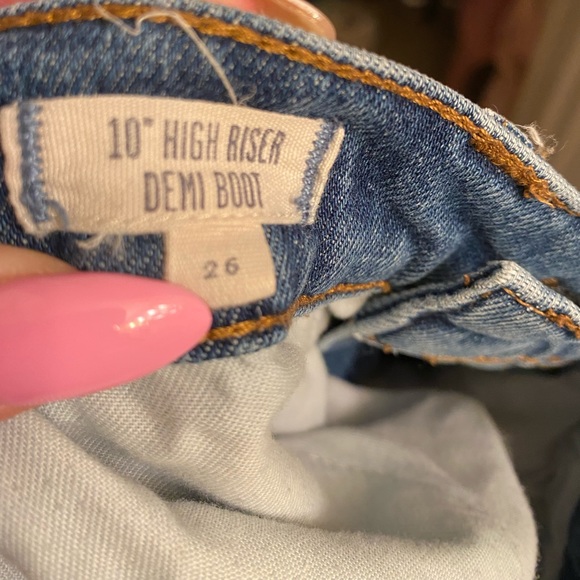 10" HIGH RISER
DEMI BOOT
26